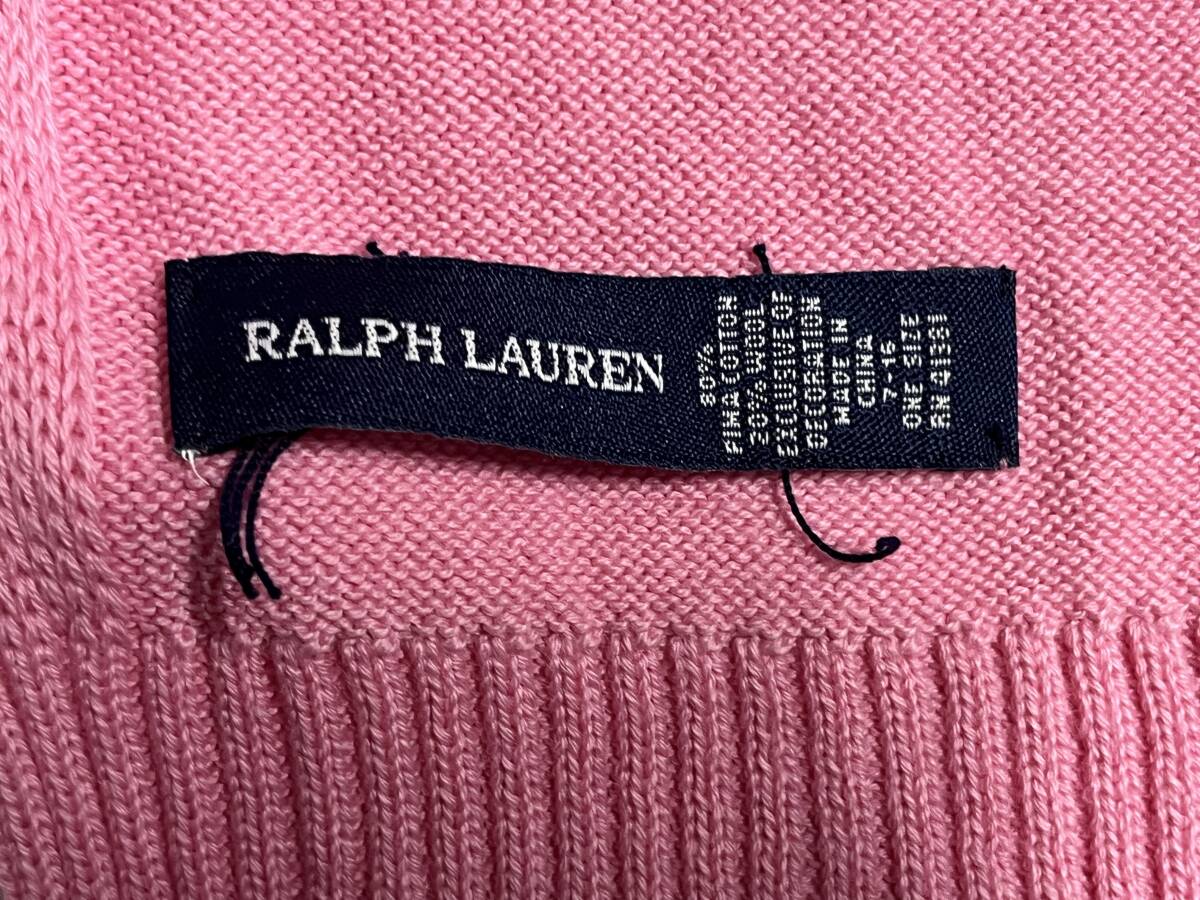 RALPH LAUREN
80%
PIMA COTTON
20% WOOL
EXCLUSIVE OF
DECORATION
MADE IN
CHINA
7-16
ONE SIZE
RN 41381